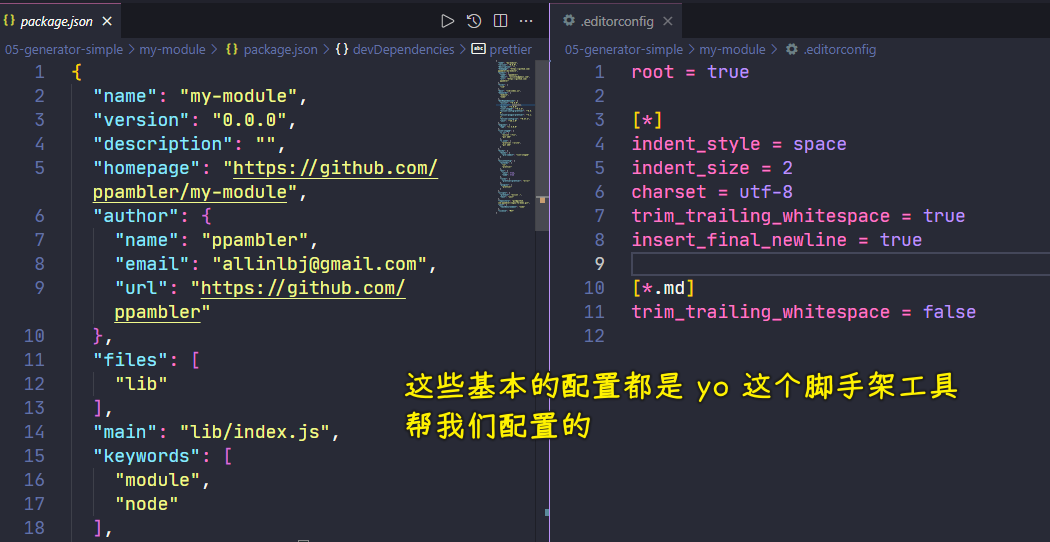 package.json
05-generator-simple > my-module > {} package.json > {} devDependencies > abc prettier
1 {
2 "name": "my-module",
3 "version": "0.0.0",
4 "description": "",
5 "homepage": "https://github.com/
ppambler/my-module",
6 "author": {
7 "name": "ppambler",
8 "email": "allinlbj@gmail.com",
9 "url": "https://github.com/
ppambler"
10 },
11 "files": [
12 "lib"
13 ],
14 "main": "lib/index.js",
15 "keywords": [
16 "module",
17 "node"
18 ],
.editorconfig
05-generator-simple > my-module > .editorconfig
1 root = true
2
3 [*]
4 indent_style = space
5 indent_size = 2
6 charset = utf-8
7 trim_trailing_whitespace = true
8 insert_final_newline = true
9
10 [*.md]
11 trim_trailing_whitespace = false
12
这些基本的配置都是 yo 这个脚手架工具
帮我们配置的